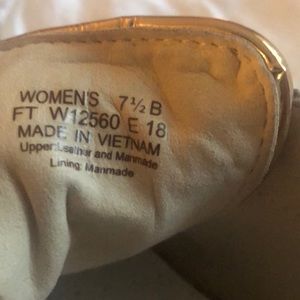 WOMEN'S 7½ B
FT W12560 E 18
MADE IN VIETNAM
Upper:Leather and Manmade
Lining: Manmade